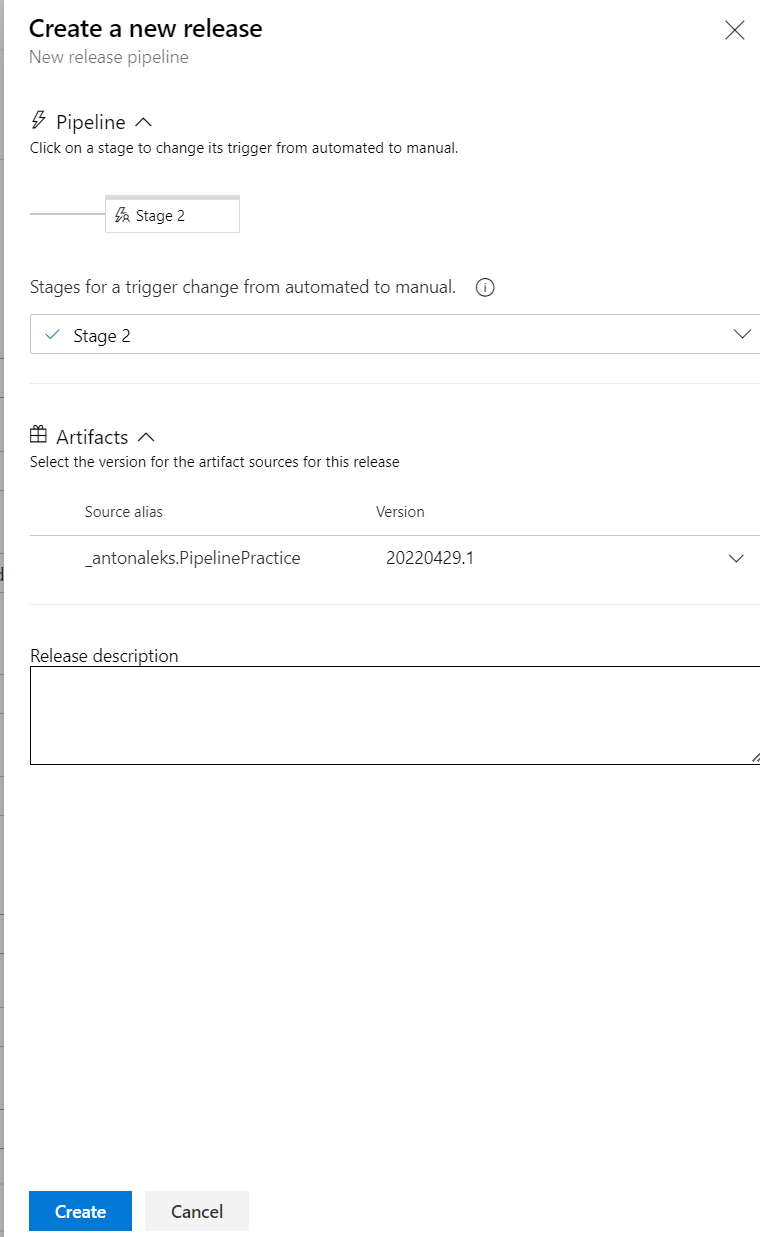 Create a new release
New release pipeline
Pipeline
Click on a stage to change its trigger from automated to manual.
Stage 2
Stages for a trigger change from automated to manual.
Stage 2
Artifacts
Select the version for the artifact sources for this release
Source alias Version
_antonaleks.PipelinePractice 20220429.1
Release description
Create Cancel